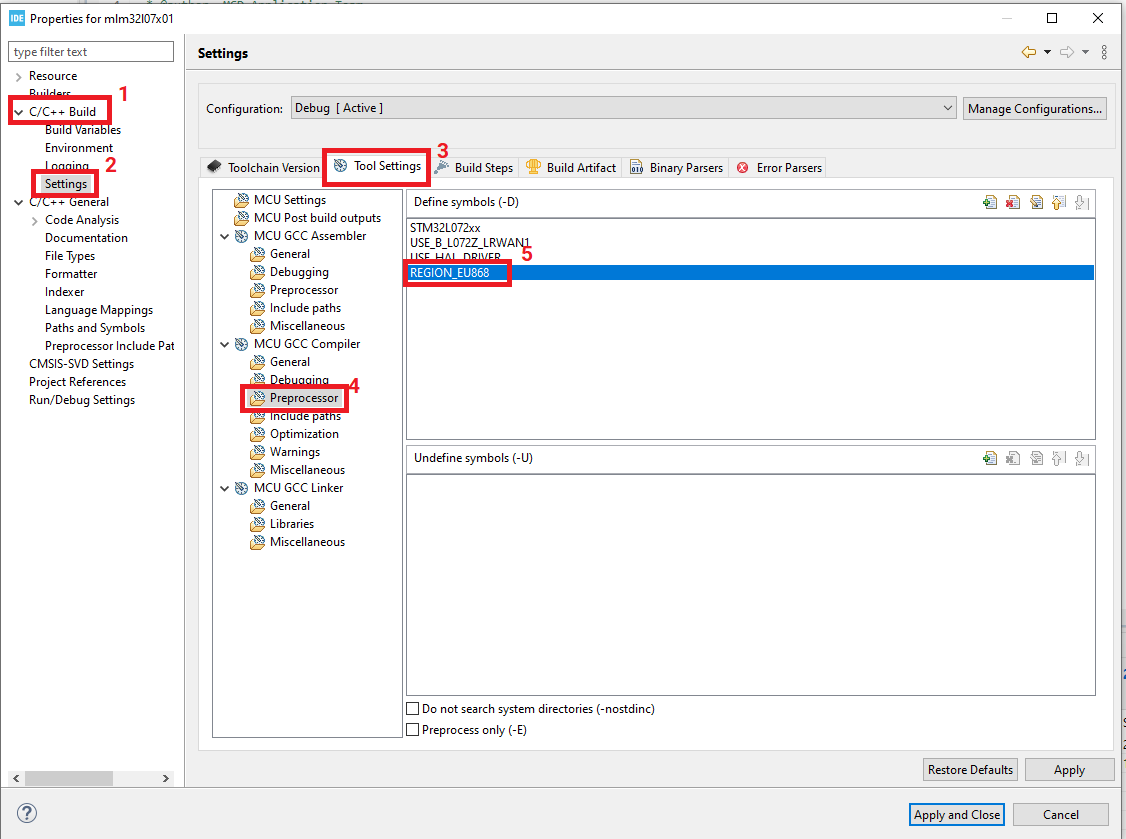 IDE Properties for mlm32l07x01
type filter text
Resource
Builders
C/C++ Build
1
Build Variables
Environment
Logging
2
Settings
C/C++ General
Code Analysis
Documentation
File Types
Formatter
Indexer
Language Mappings
Paths and Symbols
Preprocessor Include Pat
CMSIS-SVD Settings
Project References
Run/Debug Settings
Settings
Configuration:
Debug [ Active ]
Manage Configurations...
3
Toolchain Version
Tool Settings
Build Steps
Build Artifact
Binary Parsers
Error Parsers
MCU Settings
MCU Post build outputs
MCU GCC Assembler
General
Debugging
Preprocessor
Include paths
Miscellaneous
MCU GCC Compiler
General
Debugging
4
Preprocessor
Include paths
Optimization
Warnings
Miscellaneous
MCU GCC Linker
General
Libraries
Miscellaneous
Define symbols (-D)
STM32L072xx
USE_B_L072Z_LRWAN1
USE_HAL_DRIVER
5
REGION_EU868
Undefine symbols (-U)
Do not search system directories (-nostdinc)
Preprocess only (-E)
Restore Defaults
Apply
?
Apply and Close
Cancel